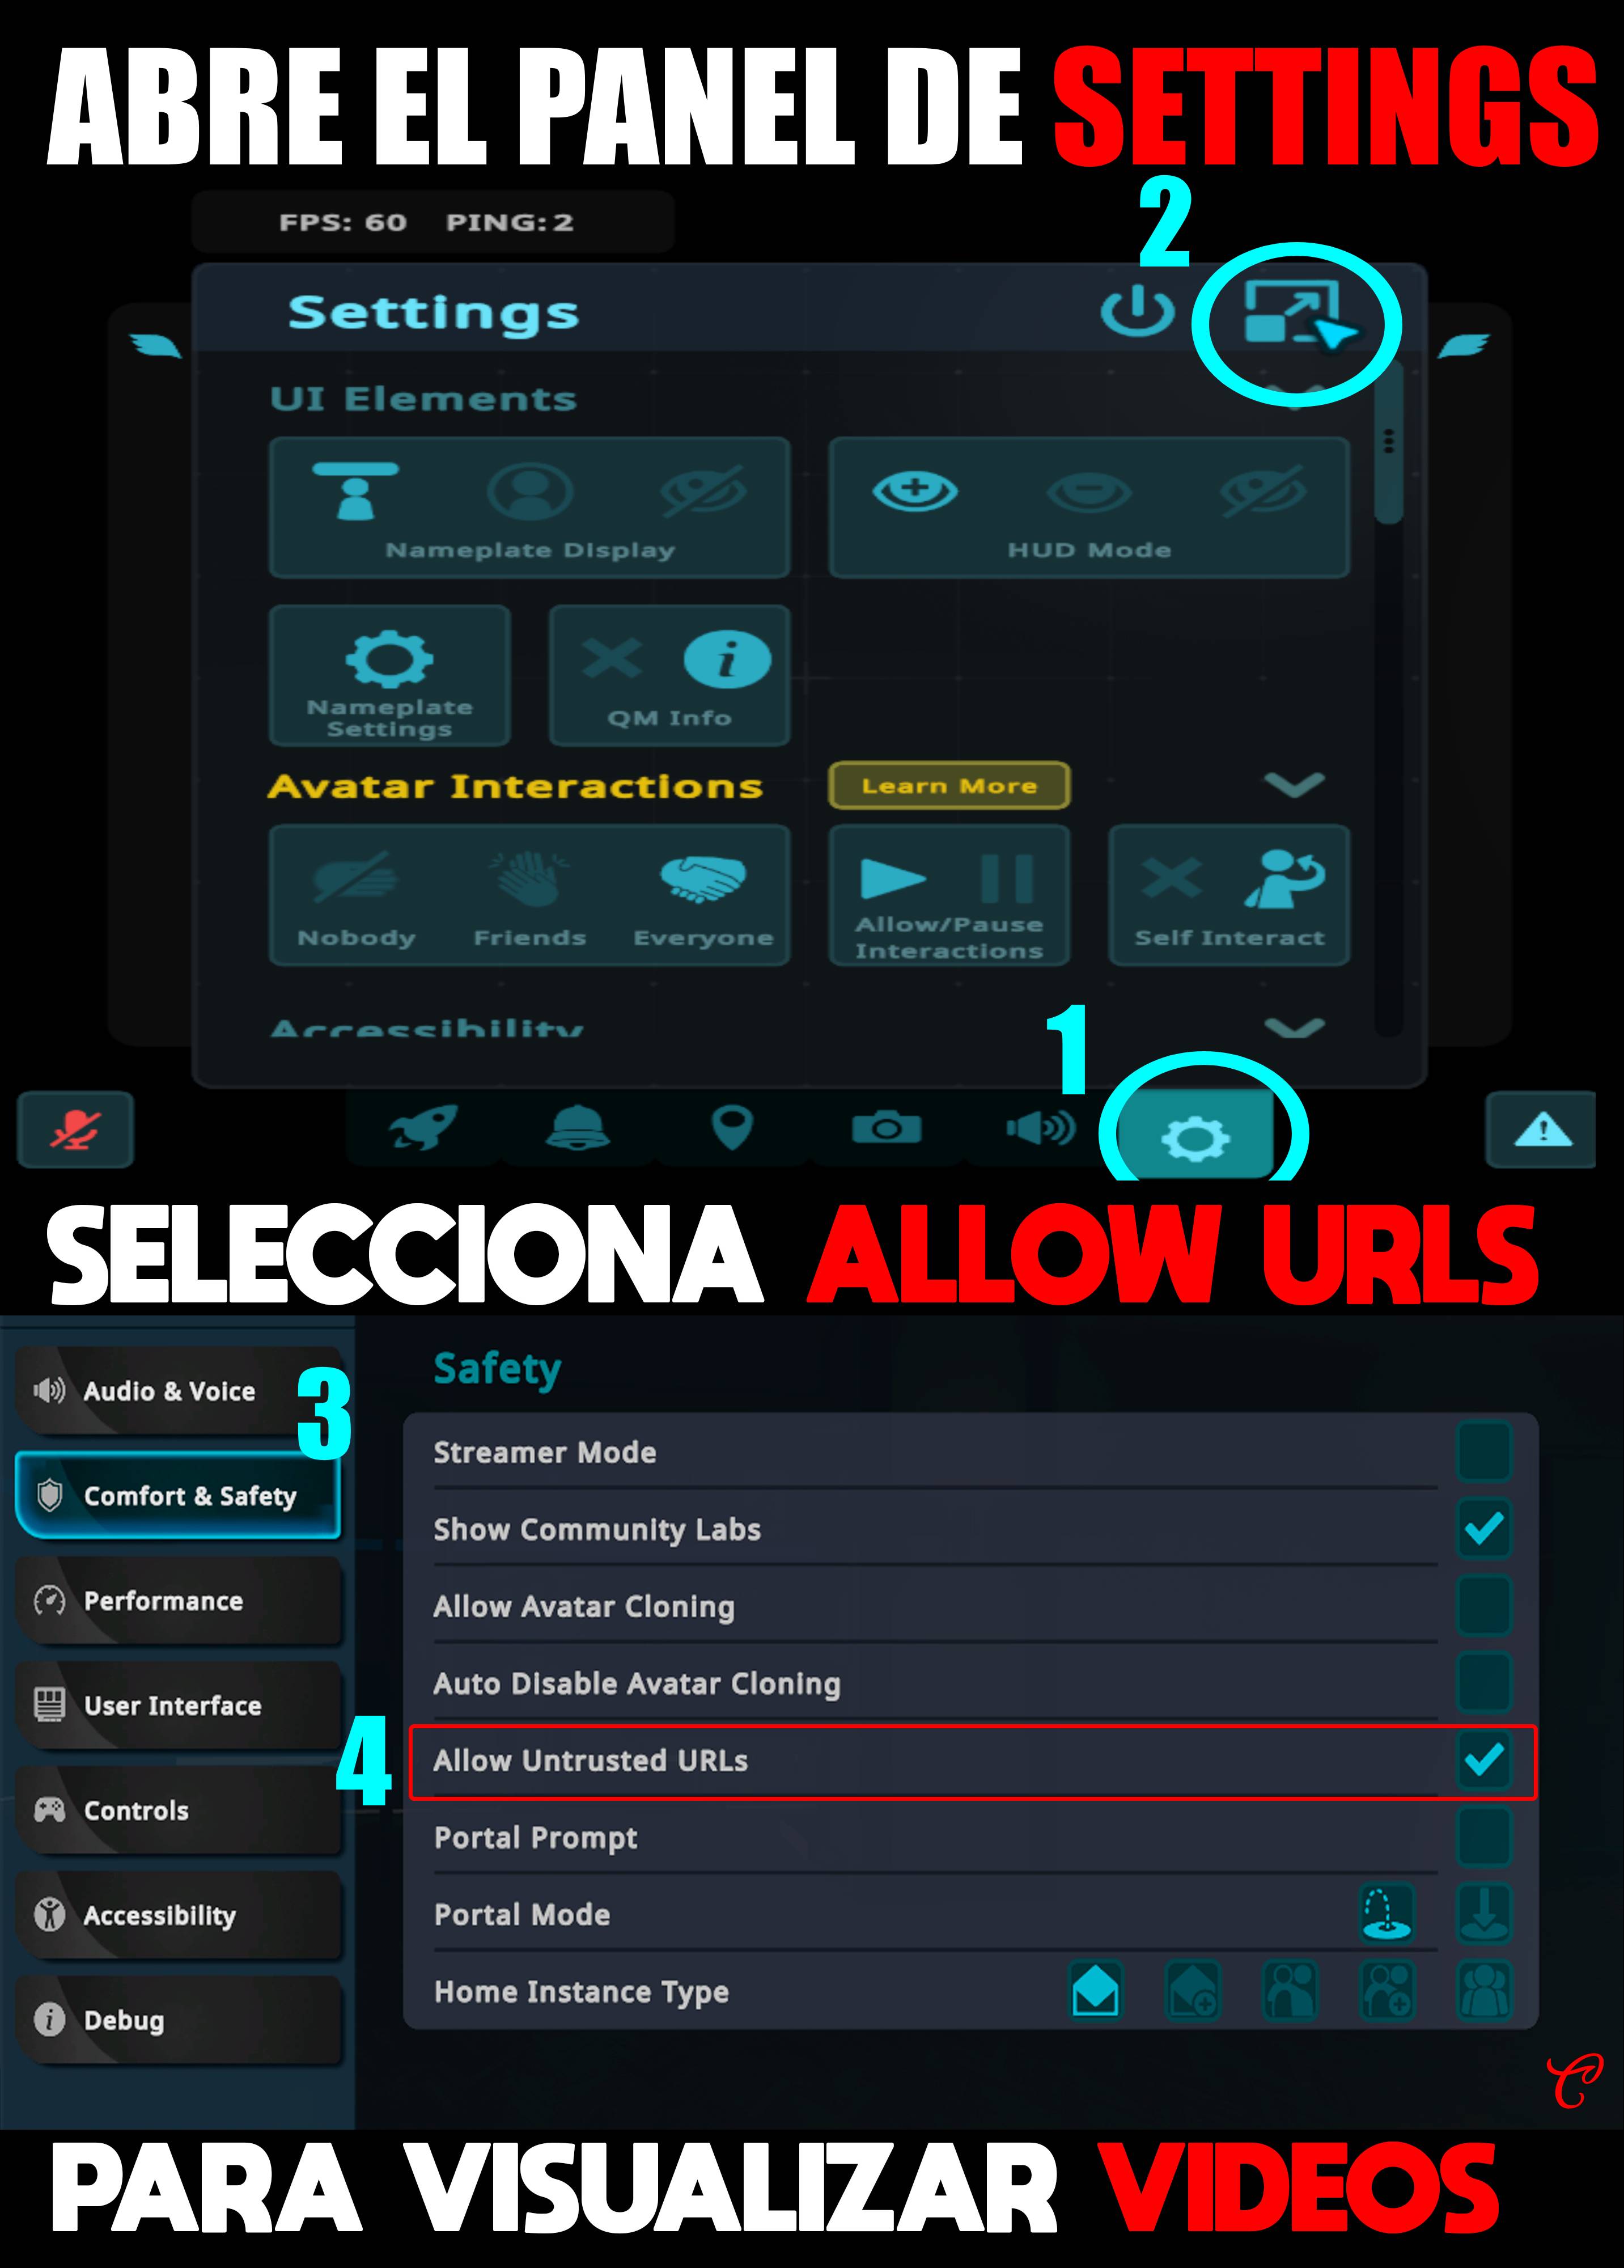 ABRE EL PANEL DE SETTINGS
2
FPS: 60 PING: 2
Settings
UI Elements
Nameplate Display HUD Mode
Nameplate
Settings
QM Info
Avatar Interactions Learn More
Nobody Friends Everyone
Allow/Pause
Interactions
Self Interact
Accessibility
1
SELECCIONA ALLOW URLS
3
Audio & Voice
Comfort & Safety
Performance
User Interface
Controls
Accessibility
Debug
Safety
Streamer Mode
Show Community Labs
Allow Avatar Cloning
Auto Disable Avatar Cloning
4
Allow Untrusted URLs
Portal Prompt
Portal Mode
Home Instance Type
C
PARA VISUALIZAR VIDEOS